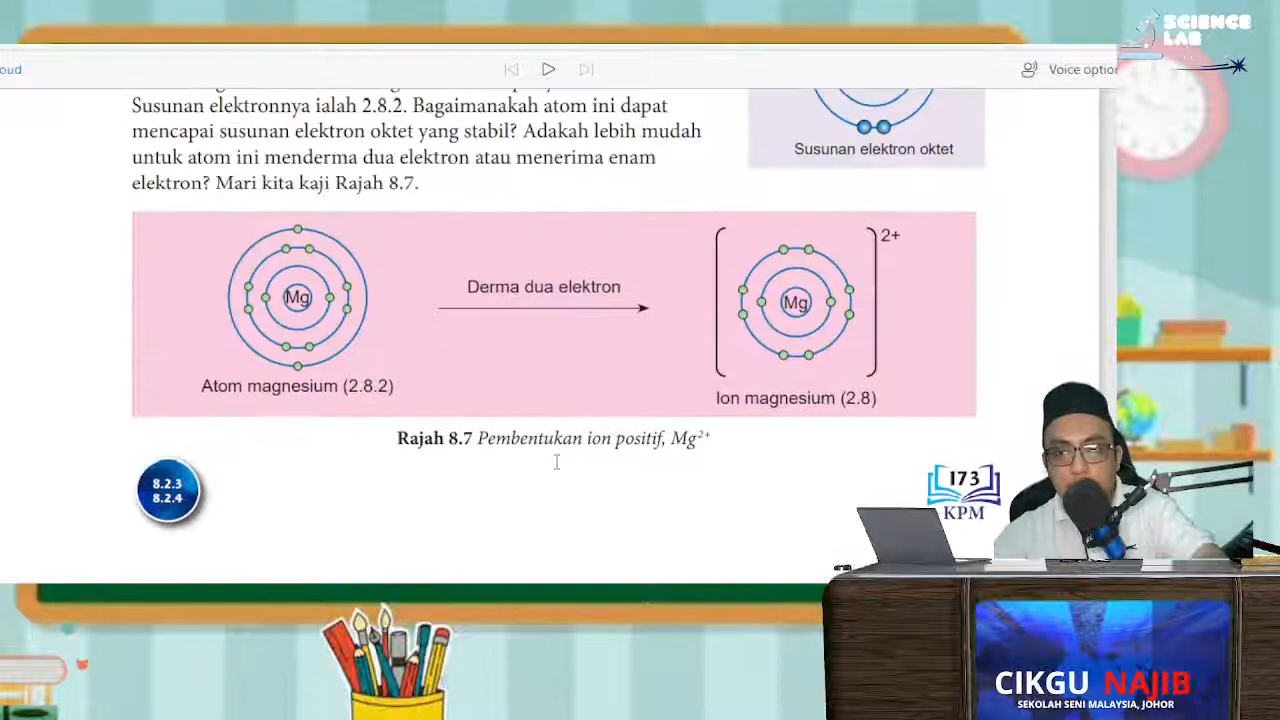 SCIENCE
LAB
oud
Voice option
Susunan elektronnya ialah 2.8.2. Bagaimanakah atom ini dapat
mencapai susunan elektron oktet yang stabil? Adakah lebih mudah
untuk atom ini menderma dua elektron atau menerima enam
elektron? Mari kita kaji Rajah 8.7.
Susunan elektron oktet
Mg
Derma dua elektron
Mg
2+
Atom magnesium (2.8.2)
Ion magnesium (2.8)
Rajah 8.7 Pembentukan ion positif, Mg²⁺
8.2.3
8.2.4
173
KPM
CIKGU NAJIB
SEKOLAH SENI MALAYSIA, JOHOR